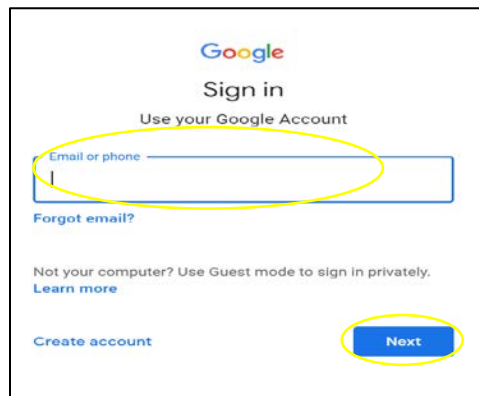 Google
Sign in
Use your Google Account
Email or phone
Forgot email?
Not your computer? Use Guest mode to sign in privately.
Learn more
Create account
Next